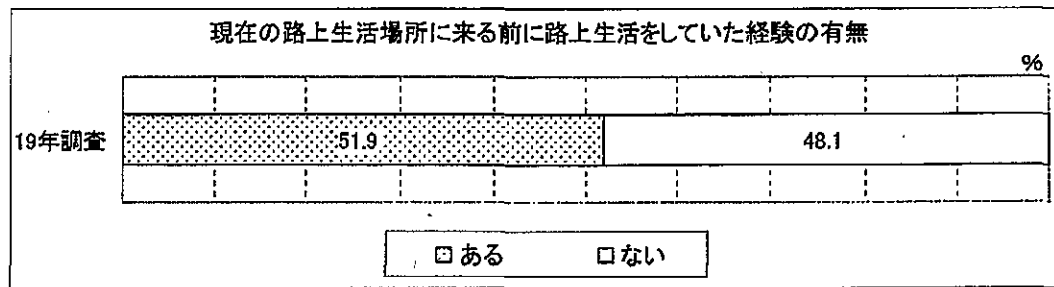 現在の路上生活場所に来る前に路上生活をしていた経験の有無
%
19年調査
51.9
48.1
ある
ない